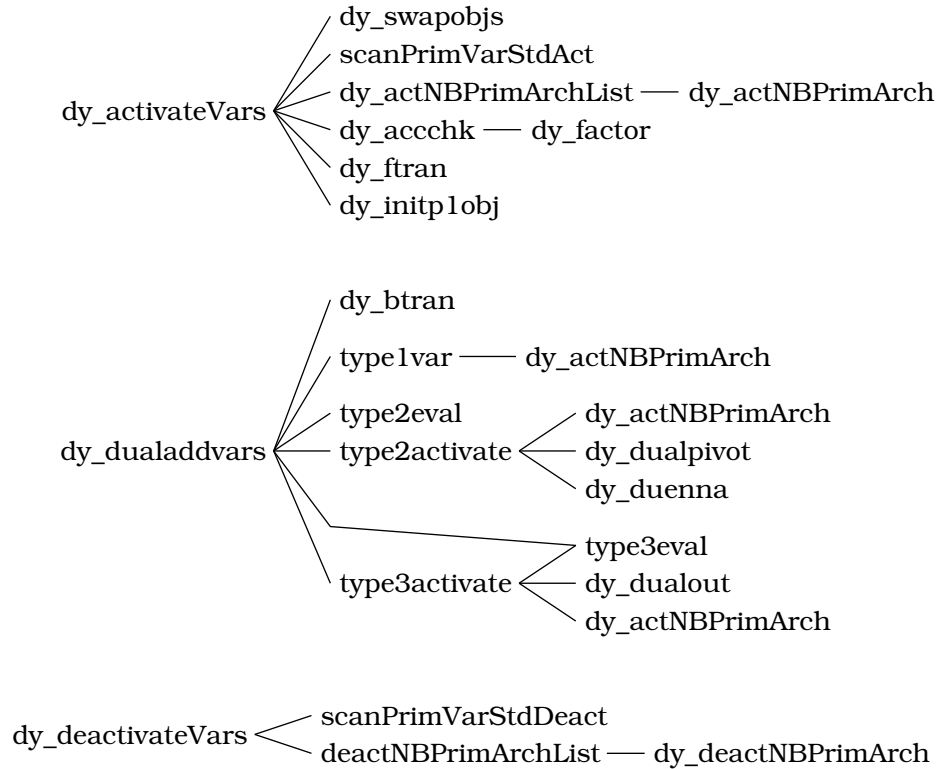 dy_swapobjs
scanPrimVarStdAct
dy_activateVars dy_actNBPrimArchList dy_actNBPrimArch
dy_accchk dy_factor
dy_ftran
dy_initp1obj
dy_btran
type1var dy_actNBPrimArch
type2eval dy_actNBPrimArch
dy_dualaddvars type2activate dy_dualpivot
dy_duenna
type3eval
type3activate dy_dualout
dy_actNBPrimArch
scanPrimVarStdDeact
dy_deactivateVars
deactNBPrimArchList dy_deactNBPrimArch